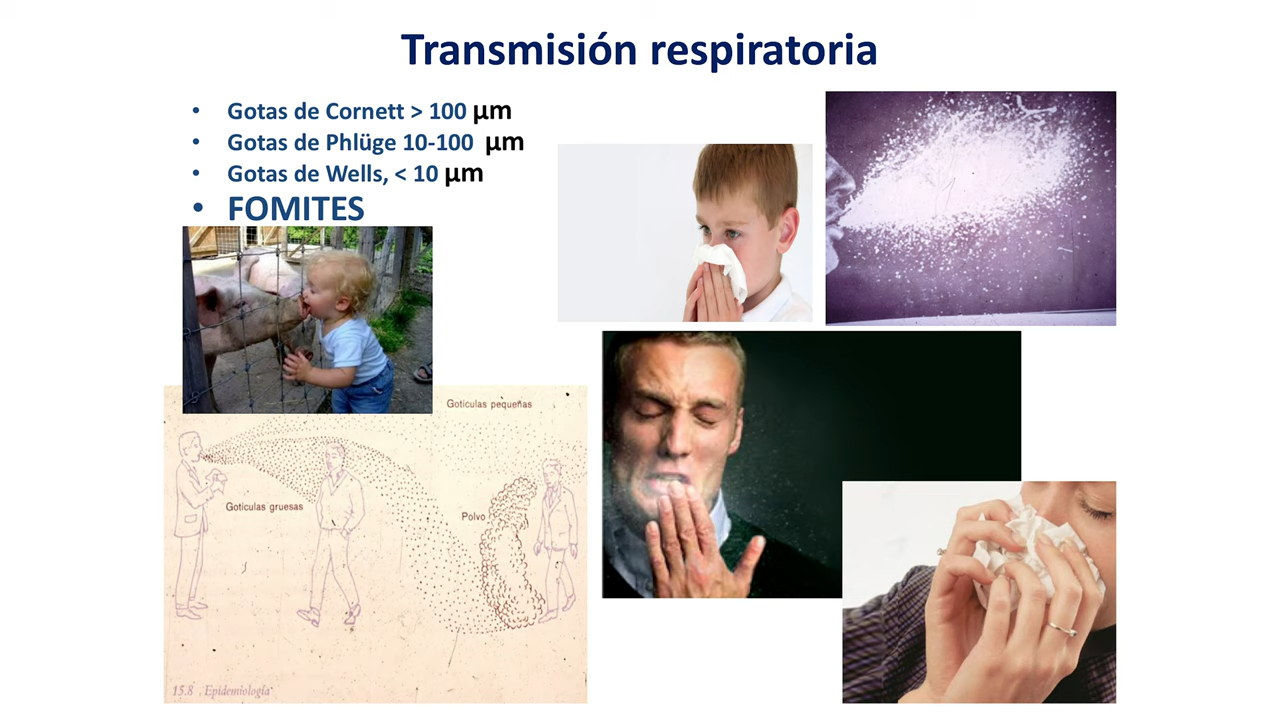 Transmisión respiratoria
• Gotas de Cornett > 100 µm
• Gotas de Phlüge 10-100 µm
• Gotas de Wells, < 10 µm
• FOMITES
Goticulas pequeñas
Goticulas gruesas
Polvo
15.8 Epidemiología